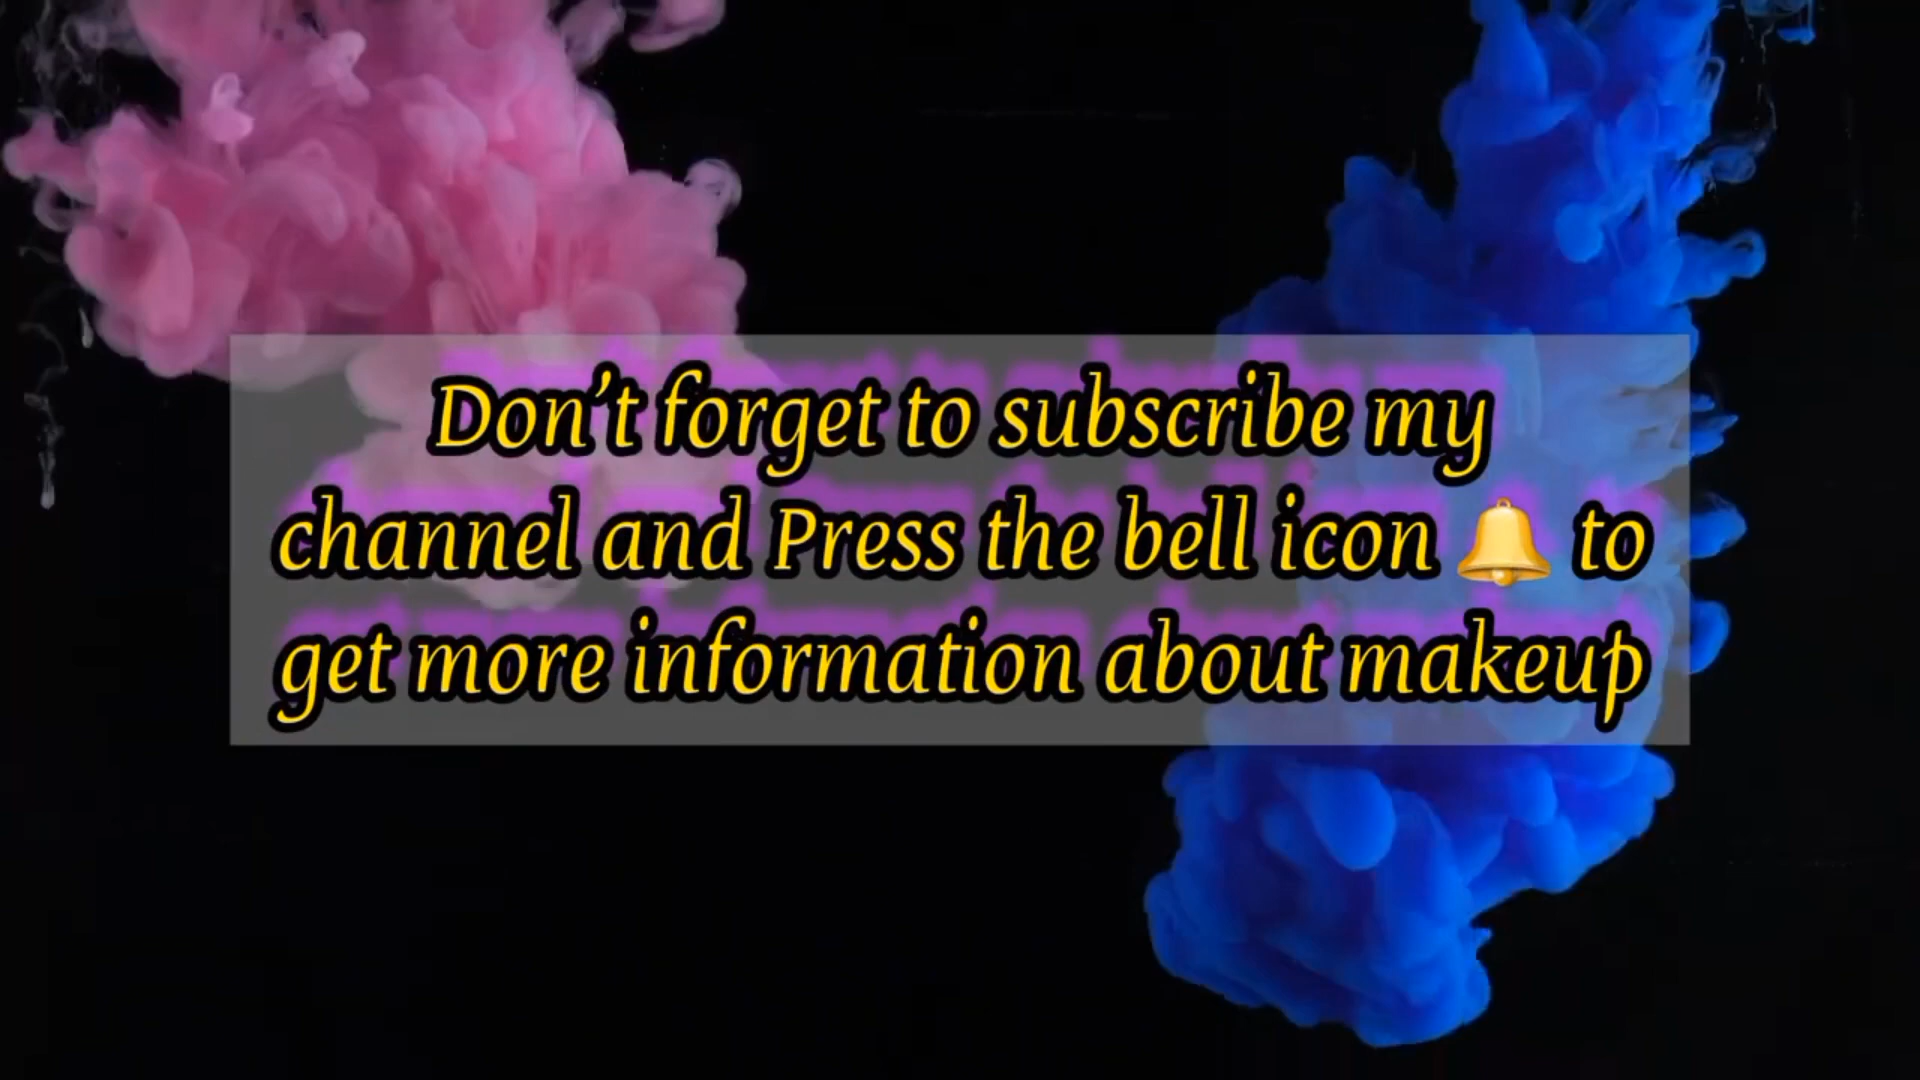 Don't forget to subscribe my
channel and Press the bell icon 🔔 to
get more information about makeup